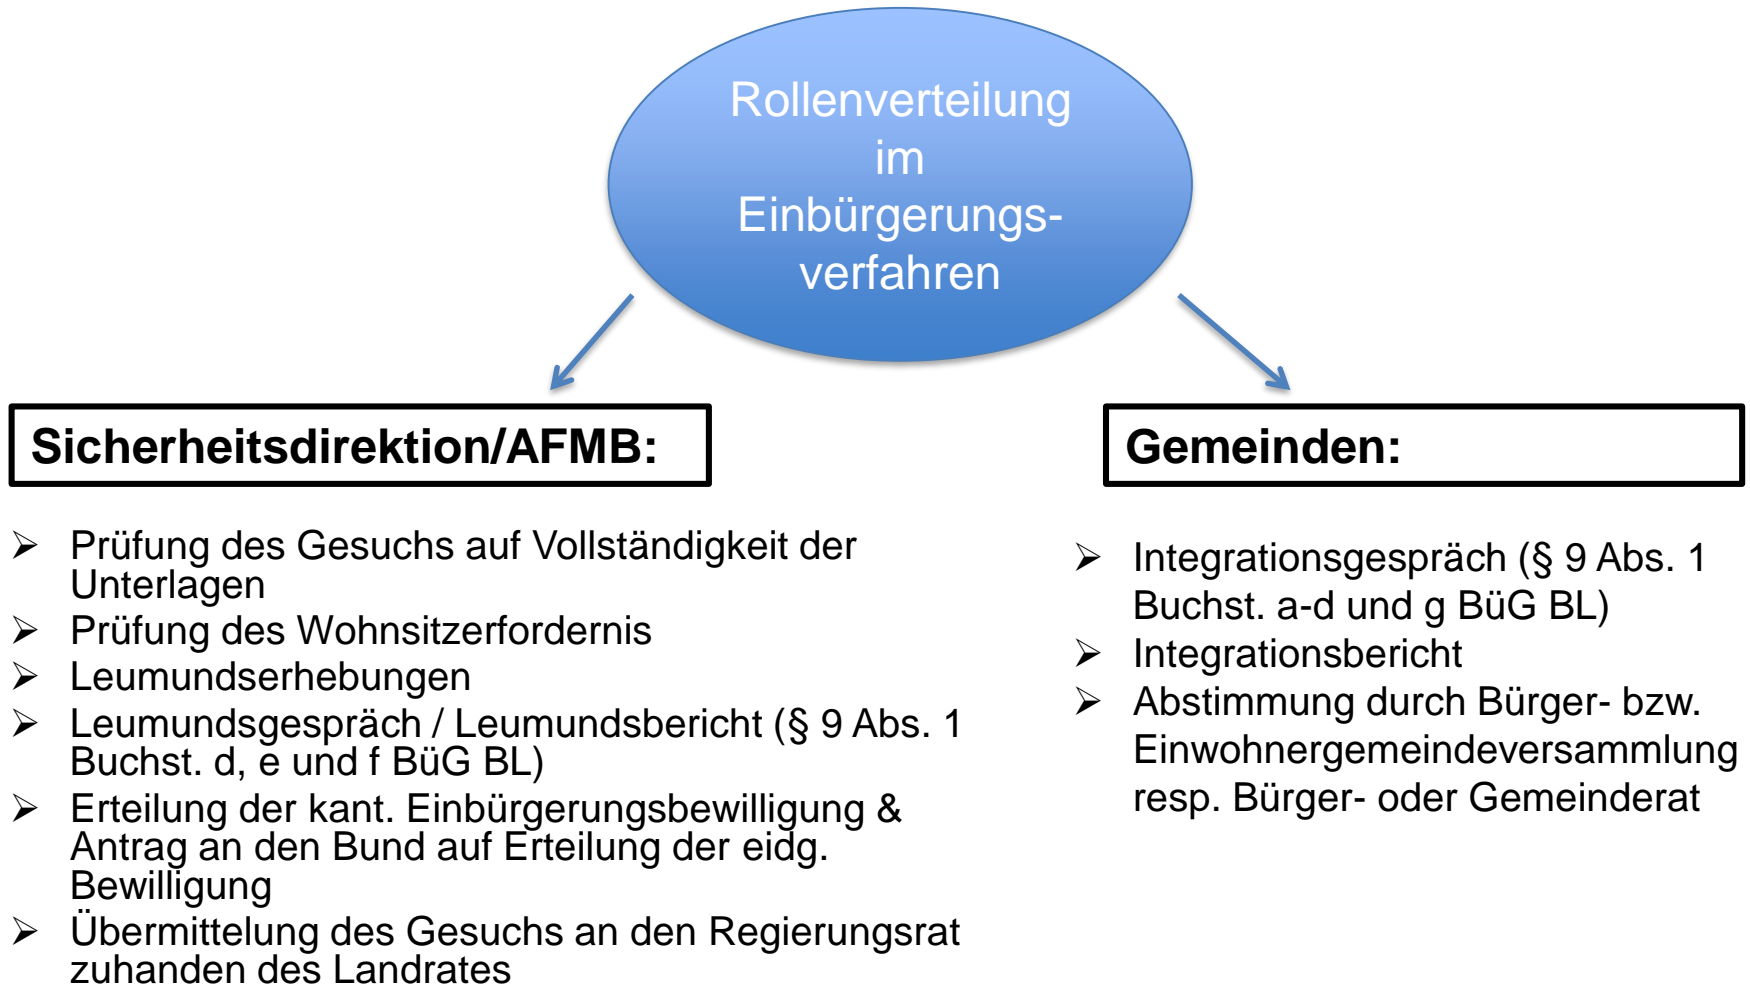 Rollenverteilung
im
Einbürgerungs-
verfahren
Sicherheitsdirektion/AFMB:
➢ Prüfung des Gesuchs auf Vollständigkeit der
Unterlagen
➢ Prüfung des Wohnsitzerfordernis
➢ Leumundserhebungen
➢ Leumundsgespräch / Leumundsbericht (§ 9 Abs. 1
Buchst. d, e und f BüG BL)
➢ Erteilung der kant. Einbürgerungsbewilligung &
Antrag an den Bund auf Erteilung der eidg.
Bewilligung
➢ Übermittelung des Gesuchs an den Regierungsrat
zuhanden des Landrates
Gemeinden:
➢ Integrationsgespräch (§ 9 Abs. 1
Buchst. a-d und g BüG BL)
➢ Integrationsbericht
➢ Abstimmung durch Bürger- bzw.
Einwohnergemeindeversammlung
resp. Bürger- oder Gemeinderat